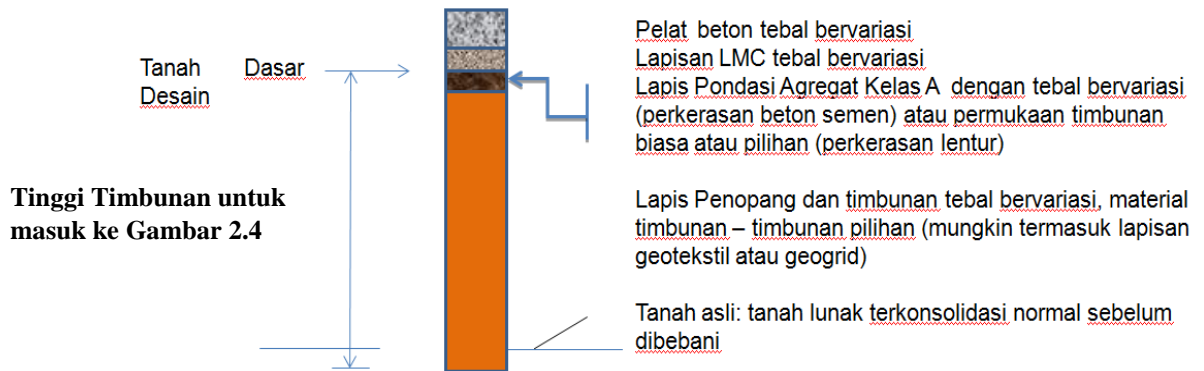 Tanah Dasar
Desain
Tinggi Timbunan untuk
masuk ke Gambar 2.4
Pelat beton tebal bervariasi
Lapisan LMC tebal bervariasi
Lapis Pondasi Agregat Kelas A dengan tebal bervariasi
(perkerasan beton semen) atau permukaan timbunan
biasa atau pilihan (perkerasan lentur)
Lapis Penopang dan timbunan tebal bervariasi, material
timbunan – timbunan pilihan (mungkin termasuk lapisan
geotekstil atau geogrid)
Tanah asli: tanah lunak terkonsolidasi normal sebelum
dibebani